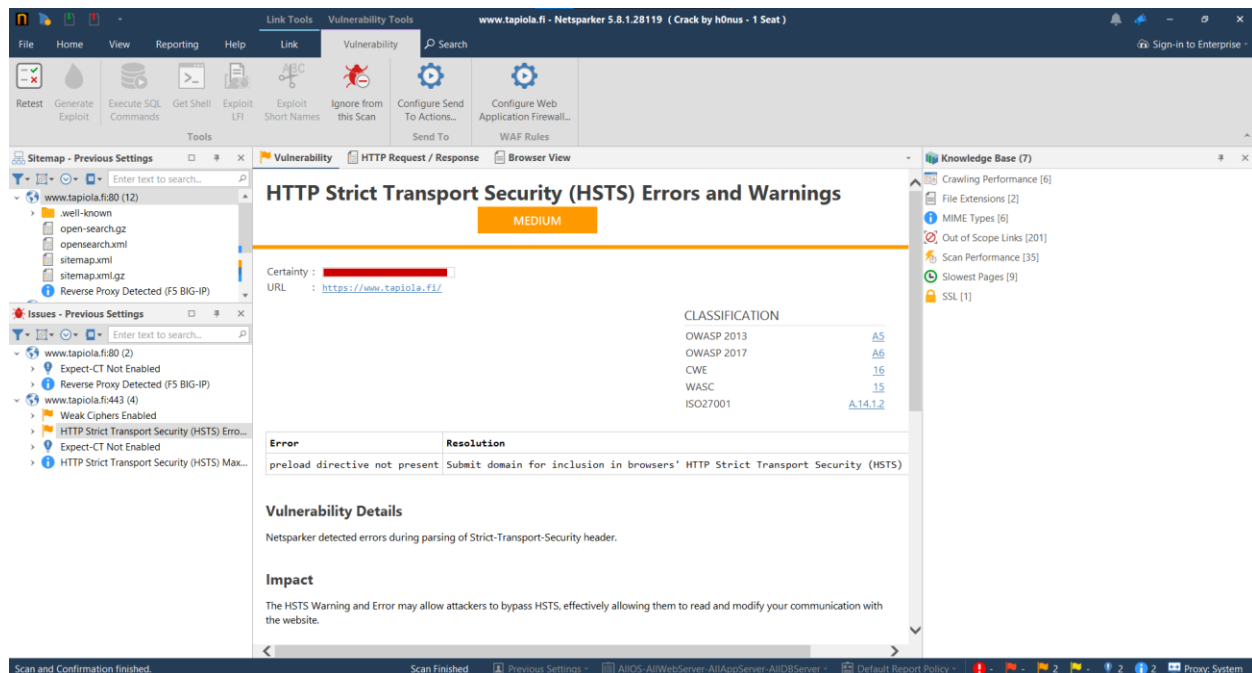 Link Tools Vulnerability Tools www.tapiola.fi - Netsparker 5.8.1.28119 ( Crack by h0nus - 1 Seat )
File Home View Reporting Help Link Vulnerability Search Sign-in to Enterprise
ABC
Retest Generate Exploit Execute SQL Commands Get Shell Exploit LFI Exploit Short Names Ignore from this Scan Configure Send To Actions... Configure Web Application Firewall...
Tools Send To WAF Rules
Sitemap - Previous Settings
Enter text to search...
www.tapiola.fi:80 (12)
.well-known
open-search.gz
opensearch.xml
sitemap.xml
sitemap.xml.gz
Reverse Proxy Detected (F5 BIG-IP)
Issues - Previous Settings
Enter text to search...
www.tapiola.fi:80 (2)
Expect-CT Not Enabled
Reverse Proxy Detected (F5 BIG-IP)
www.tapiola.fi:443 (4)
Weak Ciphers Enabled
HTTP Strict Transport Security (HSTS) Erro...
Expect-CT Not Enabled
HTTP Strict Transport Security (HSTS) Max...
Vulnerability HTTP Request / Response Browser View
HTTP Strict Transport Security (HSTS) Errors and Warnings
MEDIUM
Certainty :
URL : https://www.tapiola.fi/
CLASSIFICATION
OWASP 2013 A5
OWASP 2017 A6
CWE 16
WASC 15
ISO27001 A.14.1.2
Error Resolution
preload directive not present Submit domain for inclusion in browsers' HTTP Strict Transport Security (HSTS)
Vulnerability Details
Netsparker detected errors during parsing of Strict-Transport-Security header.
Impact
The HSTS Warning and Error may allow attackers to bypass HSTS, effectively allowing them to read and modify your communication with
the website.
Knowledge Base (7)
Crawling Performance [6]
File Extensions [2]
MIME Types [6]
Out of Scope Links [201]
Scan Performance [35]
Slowest Pages [9]
SSL [1]
Scan and Confirmation finished. Scan Finished Previous Settings AllOS-AllWebServer-AllAppServer-AllDBServer Default Report Policy - - 2 - 2 2 Proxy: System